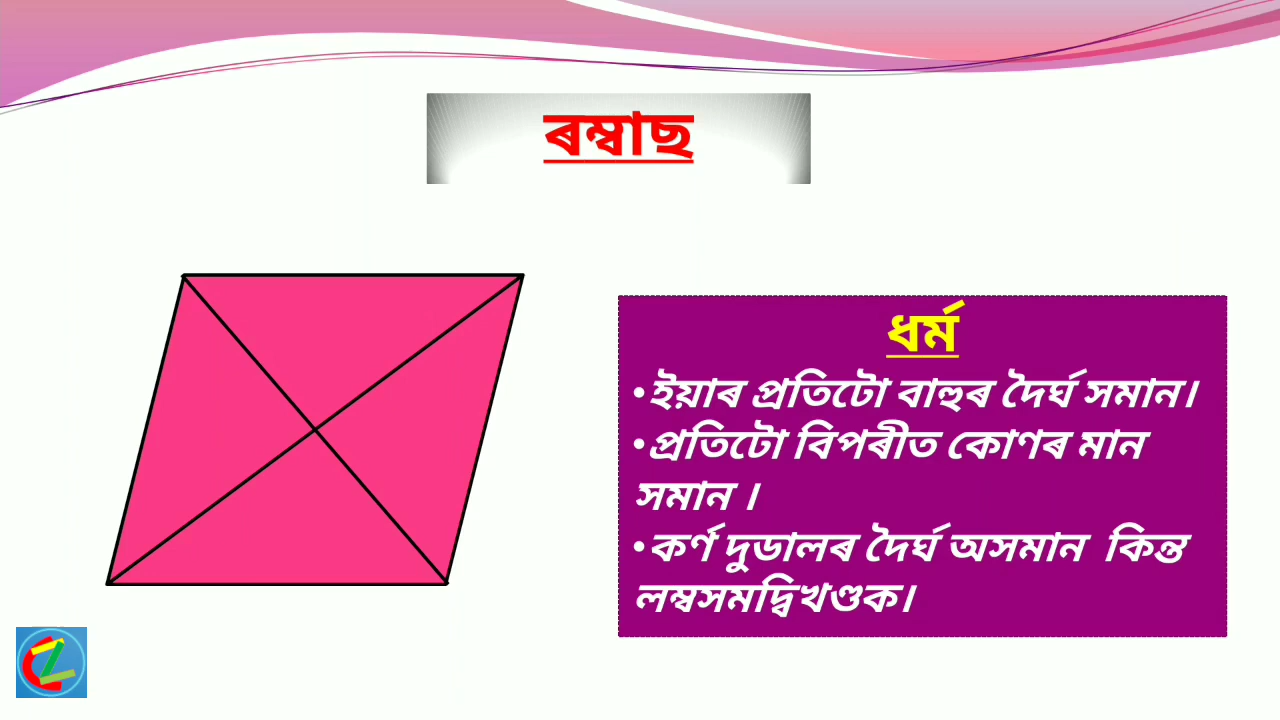 ৰম্বাছ
ধৰ্ম
•ইয়াৰ প্ৰতিটো বাহুৰ দৈৰ্ঘ সমান।
•প্ৰতিটো বিপৰীত কোণৰ মান
সমান ।
•কৰ্ণ দুডালৰ দৈৰ্ঘ অসমান কিন্ত
লম্বসমদ্বিখণ্ডক।